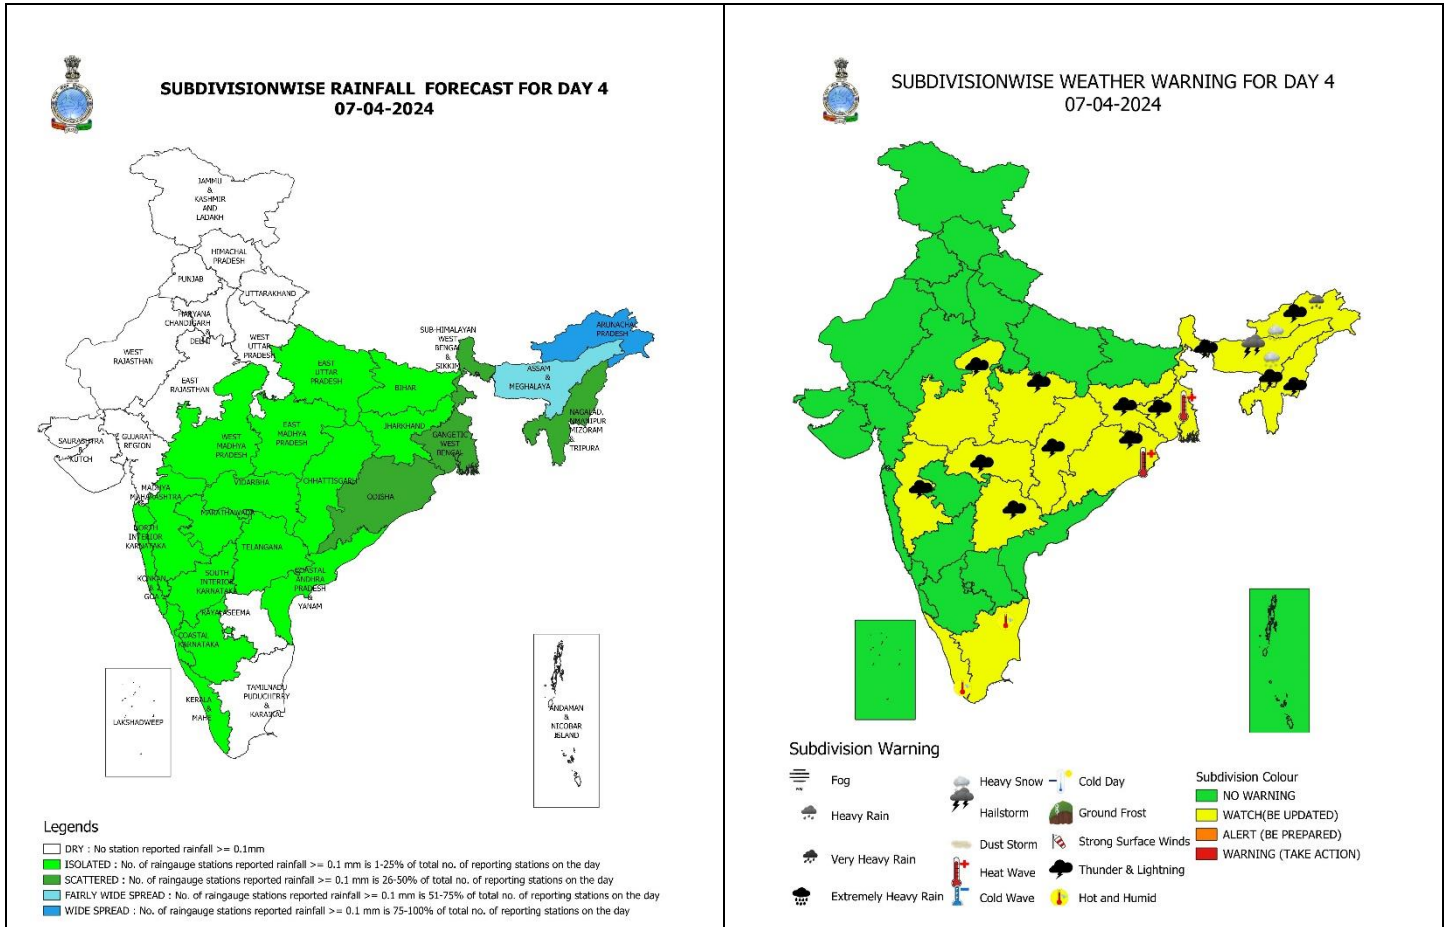 SUBDIVISIONWISE RAINFALL FORECAST FOR DAY 4
07-04-2024
JAMMU
&
KASHMIR
AND
LADAKH
HIMACHAL
PRADESH
PUNJAB
UTTARAKHAND
HARYANA
CHANDIGARH
&
DELHI
WEST
UTTAR
PRADESH
WEST
RAJASTHAN
EAST
RAJASTHAN
EAST
UTTAR
PRADESH
BIHAR
SUB-HIMALAYAN
WEST
BENGAL
&
SIKKIM
ARUNACHAL
PRADESH
ASSAM
&
MEGHALAYA
NAGALAD,
MANIPUR
MIZORAM
&
TRIPURA
SAURASHTRA
&
KUTCH
GUJARAT
REGION
WEST
MADHYA
PRADESH
EAST
MADHYA
PRADESH
JHARKHAND
GANGETIC
WEST
BENGAL
MADHYA
MAHARASHTRA
VIDARBHA
CHHATTISGARH
ODISHA
MARATHAWADA
NORTH
INTERIOR
KARNATAKA
TELANGANA
KONKAN
&
GOA
SOUTH
INTERIOR
KARNATAKA
COASTAL
ANDHRA
PRADESH
&
YANAM
RAYALASEEMA
COASTAL
KARNATAKA
KERALA
&
MAHE
TAMILNADU
PUDUCHERRY
&
KARAIKAL
LAKSHADWEEP
ANDAMAN
&
NICOBAR
ISLAND
Legends
DRY : No station reported rainfall >= 0.1mm
ISOLATED : No. of raingauge stations reported rainfall >= 0.1 mm is 1-25% of total no. of reporting stations on the day
SCATTERED : No. of raingauge stations reported rainfall >= 0.1 mm is 26-50% of total no. of reporting stations on the day
FAIRLY WIDE SPREAD : No. of raingauge stations reported rainfall >= 0.1 mm is 51-75% of total no. of reporting stations on the day
WIDE SPREAD : No. of raingauge stations reported rainfall >= 0.1 mm is 75-100% of total no. of reporting stations on the day
SUBDIVISIONWISE WEATHER WARNING FOR DAY 4
07-04-2024
Subdivision Warning
Fog
Heavy Rain
Very Heavy Rain
Extremely Heavy Rain
Heavy Snow
Hailstorm
Dust Storm
Heat Wave
Cold Wave
Cold Day
Ground Frost
Strong Surface Winds
Thunder & Lightning
Hot and Humid
Subdivision Colour
NO WARNING
WATCH(BE UPDATED)
ALERT (BE PREPARED)
WARNING (TAKE ACTION)